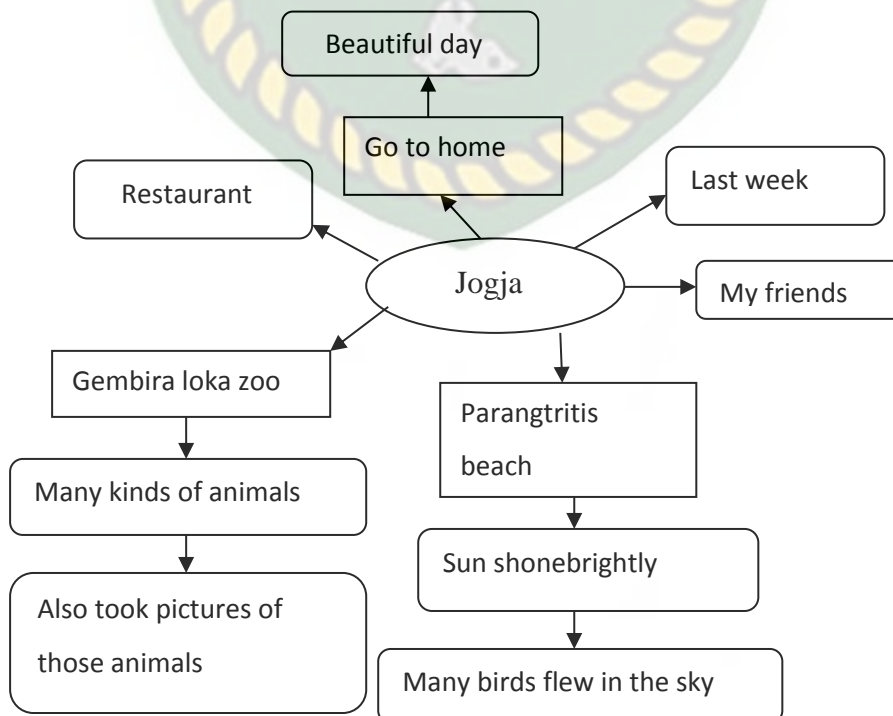 Beautiful day
Go to home
Restaurant
Last week
Jogja
My friends
Gembira loka zoo
Parangtritis
beach
Many kinds of animals
Sun shonebrightly
Also took pictures of
those animals
Many birds flew in the sky